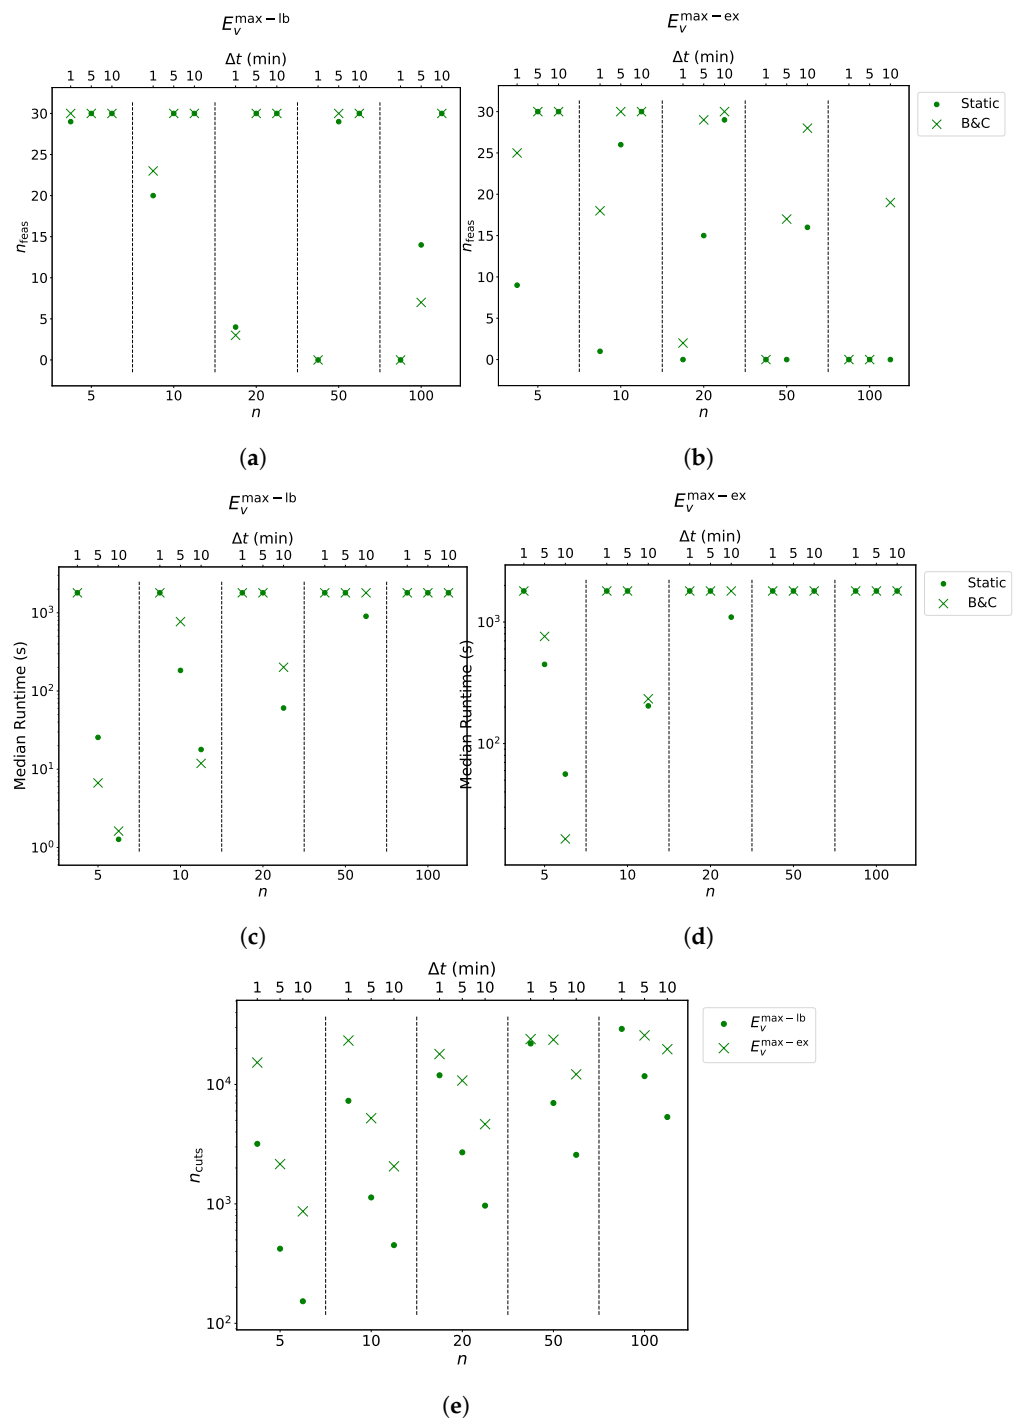 E_v^{max−lb}
Δt (min)
1 5 10 1 5 10 1 5 10 1 5 10 1 5 10
30
25
20
15
10
5
0
n_feas
5 10 20 50 100
n
(a)
E_v^{max−ex}
Δt (min)
1 5 10 1 5 10 1 5 10 1 5 10 1 5 10
30
25
20
15
10
5
0
n_feas
5 10 20 50 100
n
Static
B&C
(b)
E_v^{max−lb}
Δt (min)
1 5 10 1 5 10 1 5 10 1 5 10 1 5 10
10^3
10^2
10^1
10^0
Median Runtime (s)
5 10 20 50 100
n
(c)
E_v^{max−ex}
Δt (min)
1 5 10 1 5 10 1 5 10 1 5 10 1 5 10
10^3
10^2
Median Runtime (s)
5 10 20 50 100
n
Static
B&C
(d)
Δt (min)
1 5 10 1 5 10 1 5 10 1 5 10 1 5 10
10^4
10^3
10^2
n_cuts
5 10 20 50 100
n
E_v^{max−lb}
E_v^{max−ex}
(e)